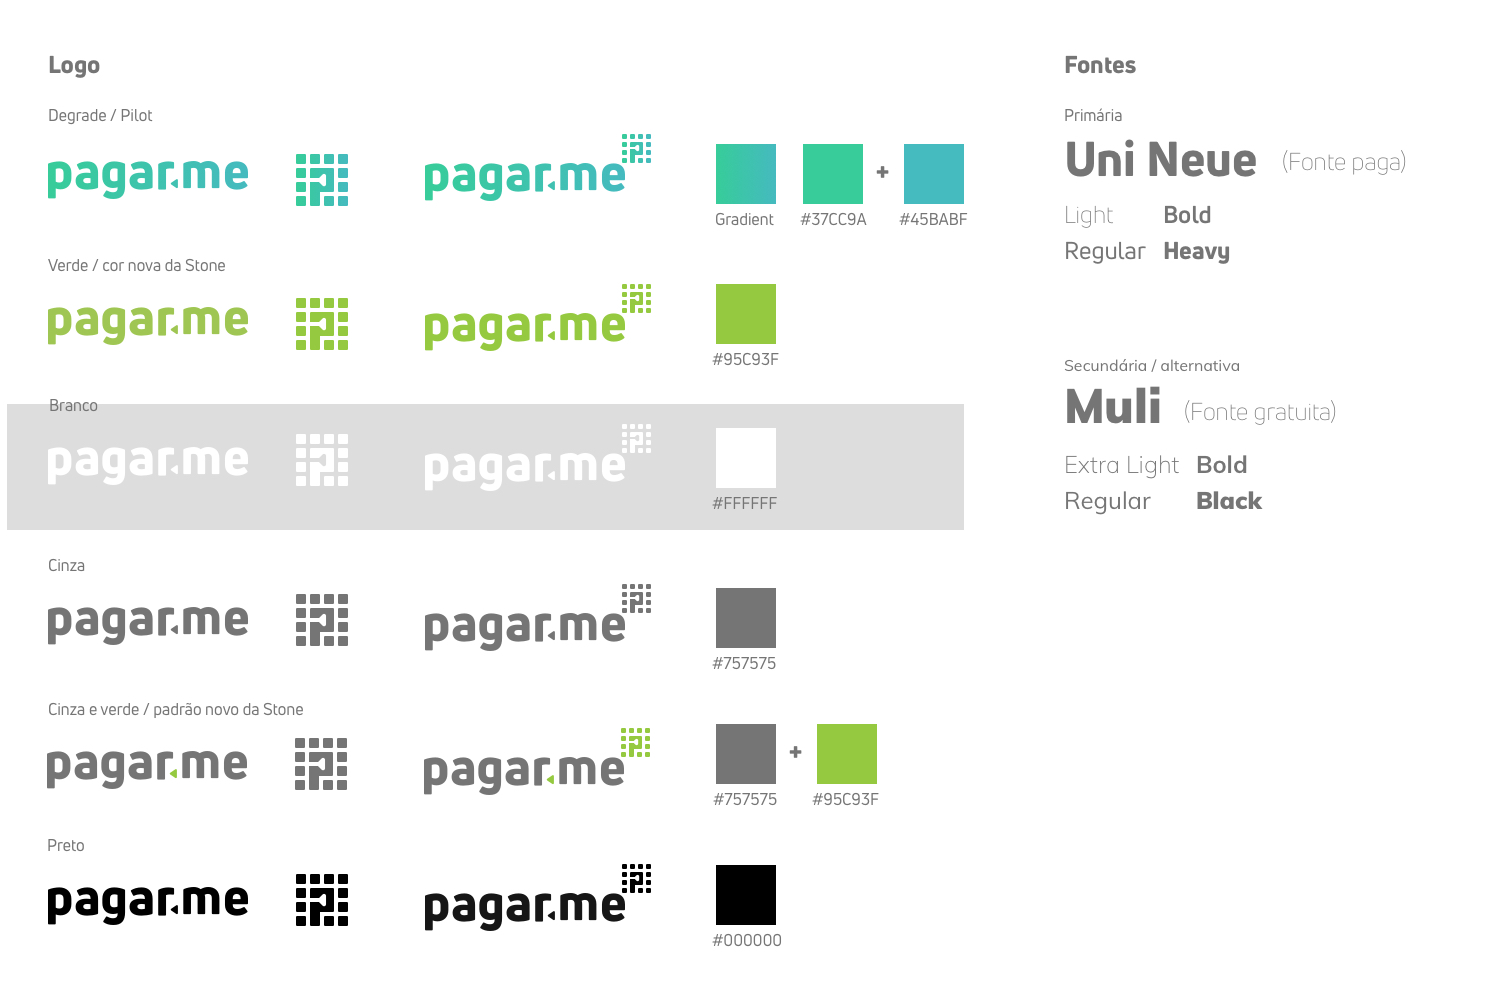 Logo
Degrade / Pilot
pagar.me pagar.me
Gradient #37CC9A + #45BABF
Verde / cor nova da Stone
pagar.me pagar.me
#95C93F
Branco
pagar.me pagar.me
#FFFFFF
Cinza
pagar.me pagar.me
#757575
Cinza e verde / padrão novo da Stone
pagar.me pagar.me
#757575 + #95C93F
Preto
pagar.me pagar.me
#000000
Fontes
Primária
Uni Neue (Fonte paga)
Light Bold
Regular Heavy
Secundária / alternativa
Muli (Fonte gratuita)
Extra Light Bold
Regular Black